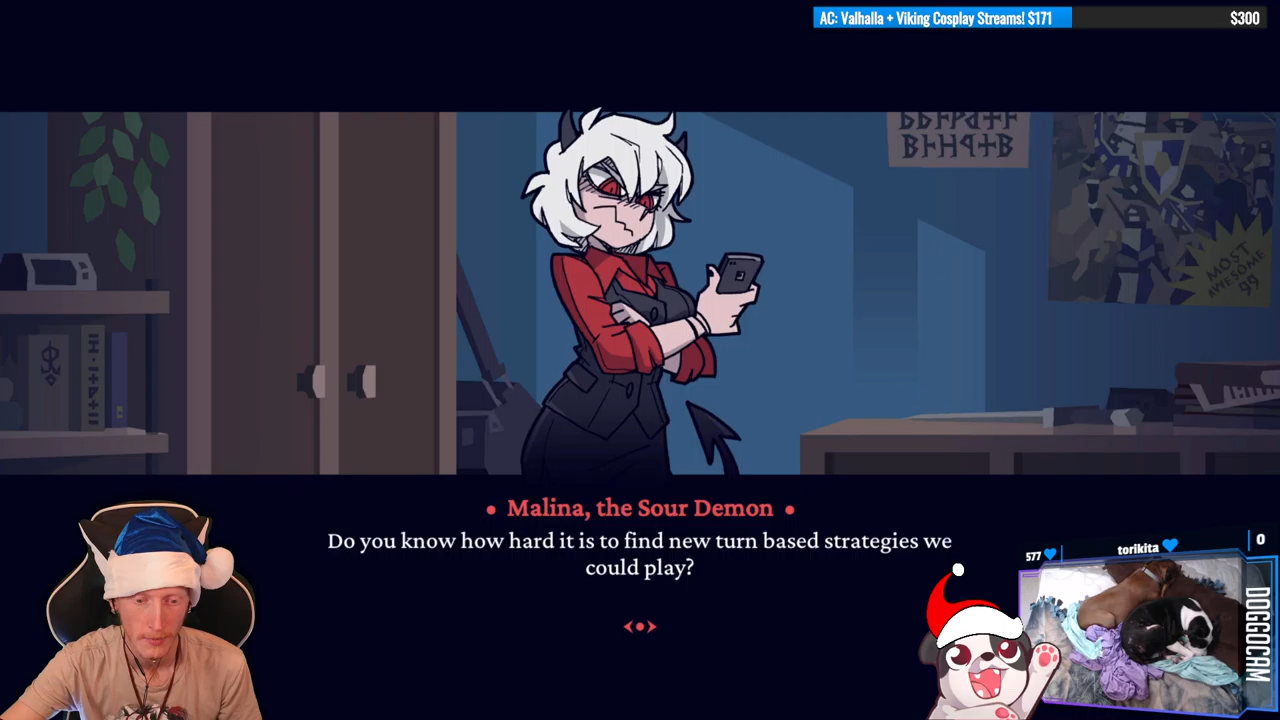 AC: Valhalla + Viking Cosplay Streams! $171
$300
MOST
AWESOME
99
• Malina, the Sour Demon •
Do you know how hard it is to find new turn based strategies we
could play?
577
torikita
0
DOGGOCAM